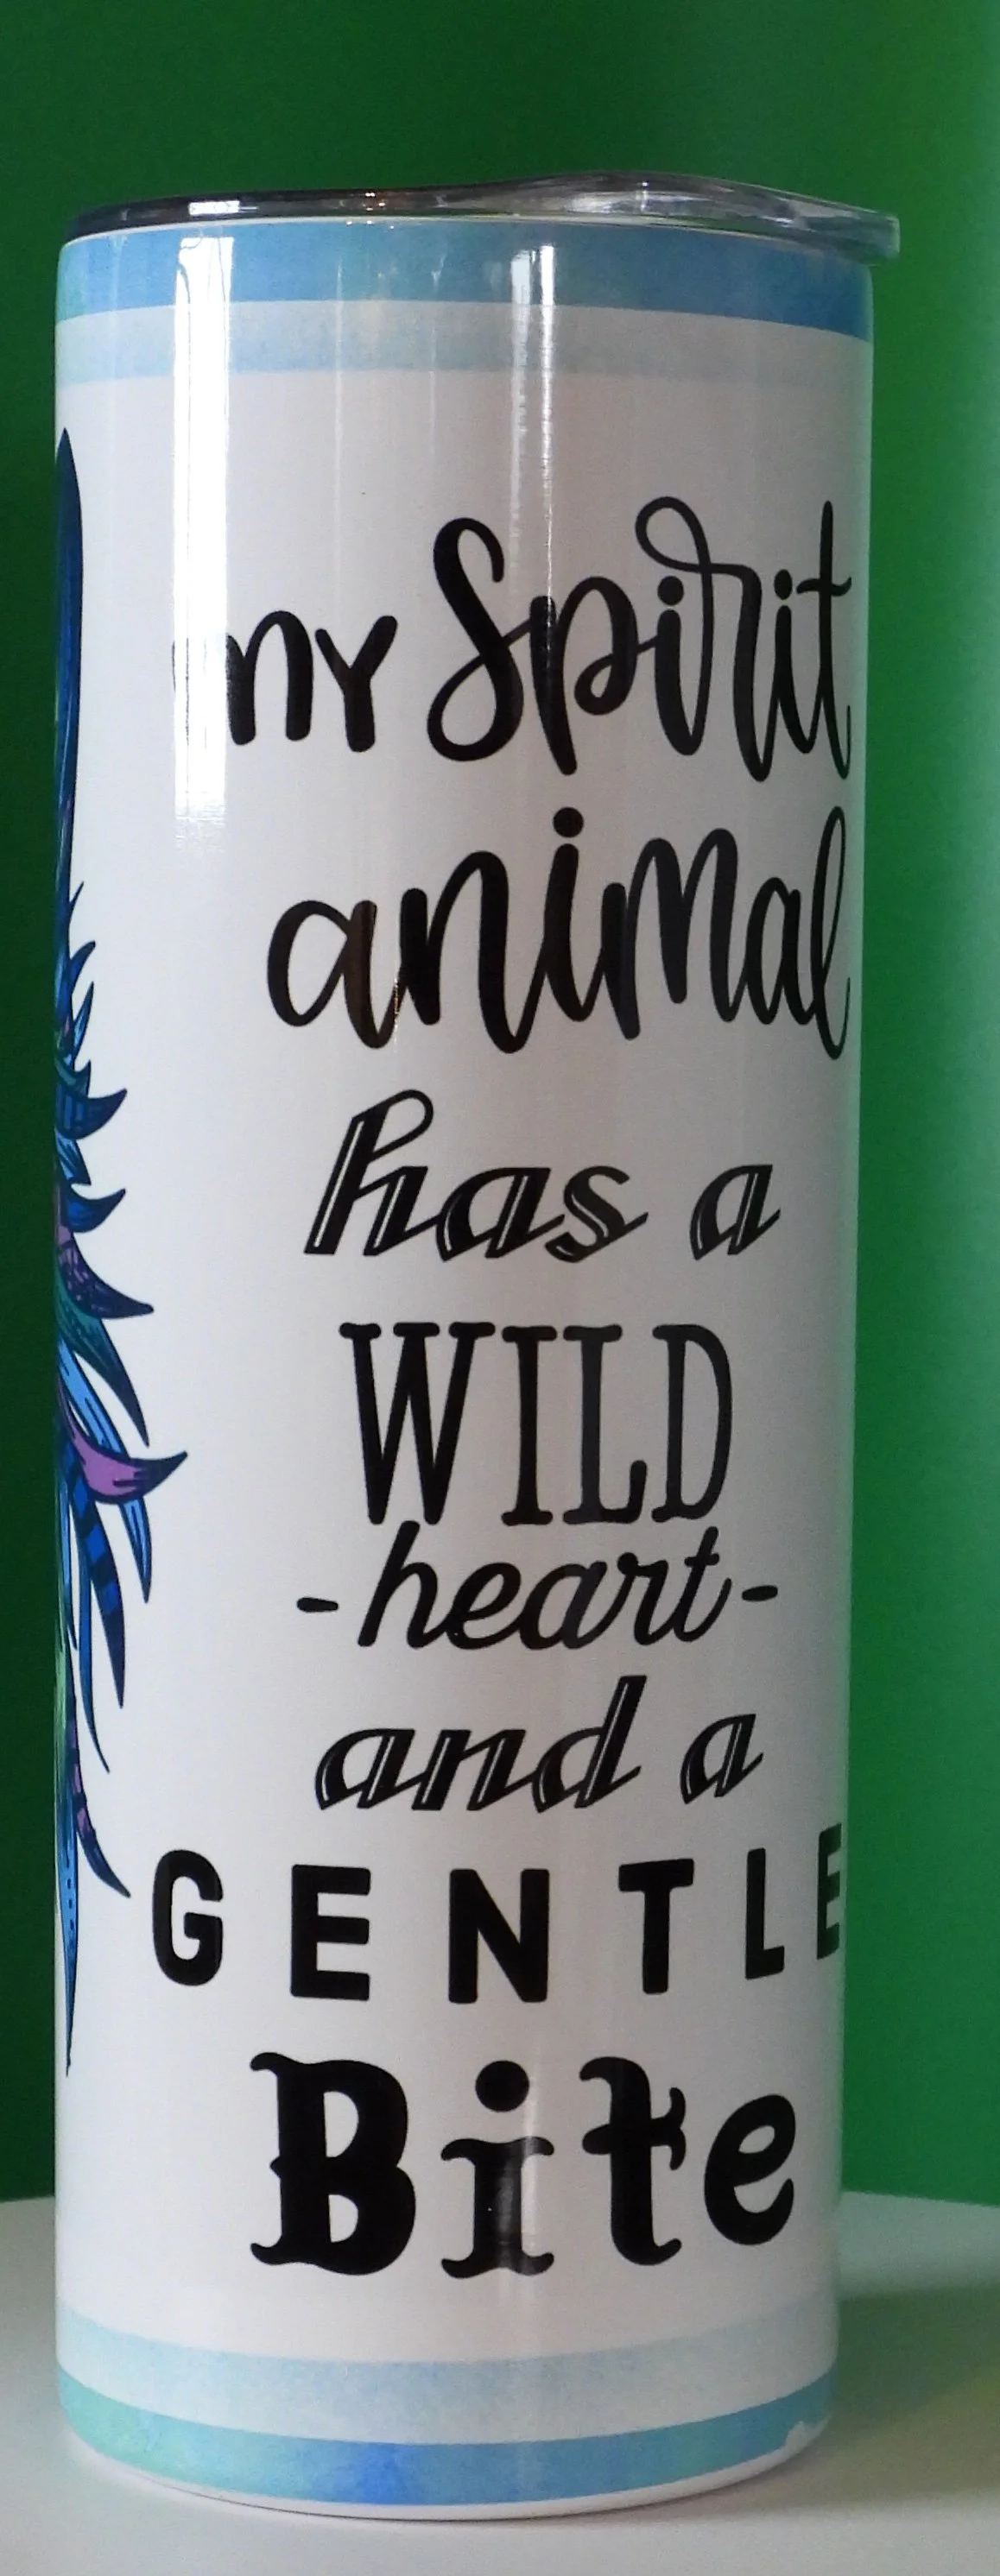 my Spirit
animal
has a
WILD
-heart-
and a
GENTLE
Bite